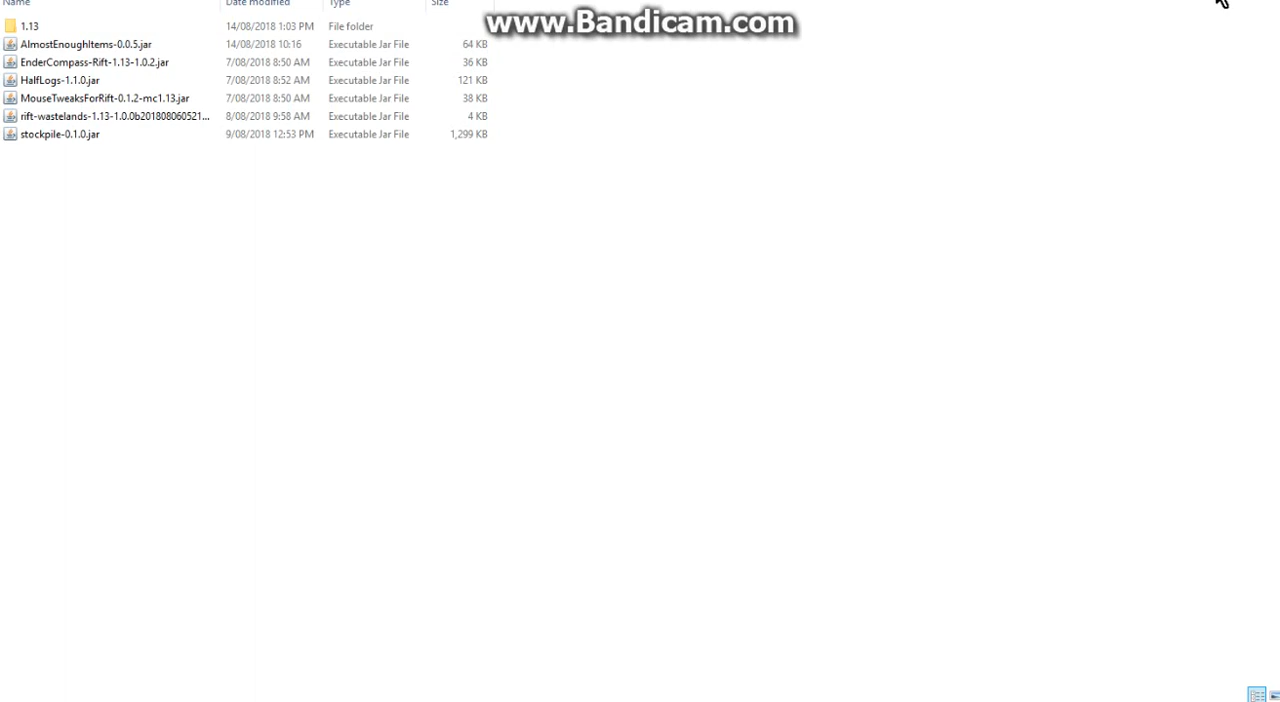 Name Date modified Type Size
www.Bandicam.com
1.13 14/08/2018 1:03 PM File folder
AlmostEnoughItems-0.0.5.jar 14/08/2018 10:16 Executable Jar File 64 KB
EnderCompass-Rift-1.13-1.0.2.jar 7/08/2018 8:50 AM Executable Jar File 36 KB
HalfLogs-1.1.0.jar 7/08/2018 8:52 AM Executable Jar File 121 KB
MouseTweaksForRift-0.1.2-mc1.13.jar 7/08/2018 8:50 AM Executable Jar File 38 KB
rift-wastelands-1.13-1.0.0b201808060521... 8/08/2018 9:58 AM Executable Jar File 4 KB
stockpile-0.1.0.jar 9/08/2018 12:53 PM Executable Jar File 1,299 KB